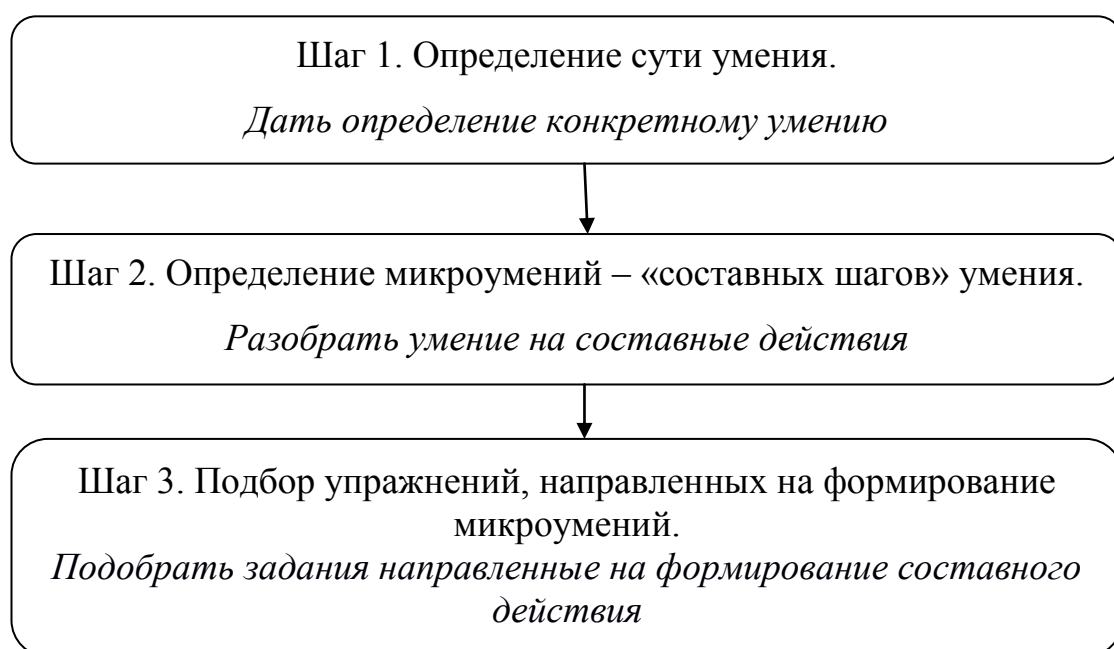 Шаг 1. Определение сути умения.
Дать определение конкретному умению
Шаг 2. Определение микроумений – «составных шагов» умения.
Разобрать умение на составные действия
Шаг 3. Подбор упражнений, направленных на формирование
микроумений.
Подобрать задания направленные на формирование составного
действия